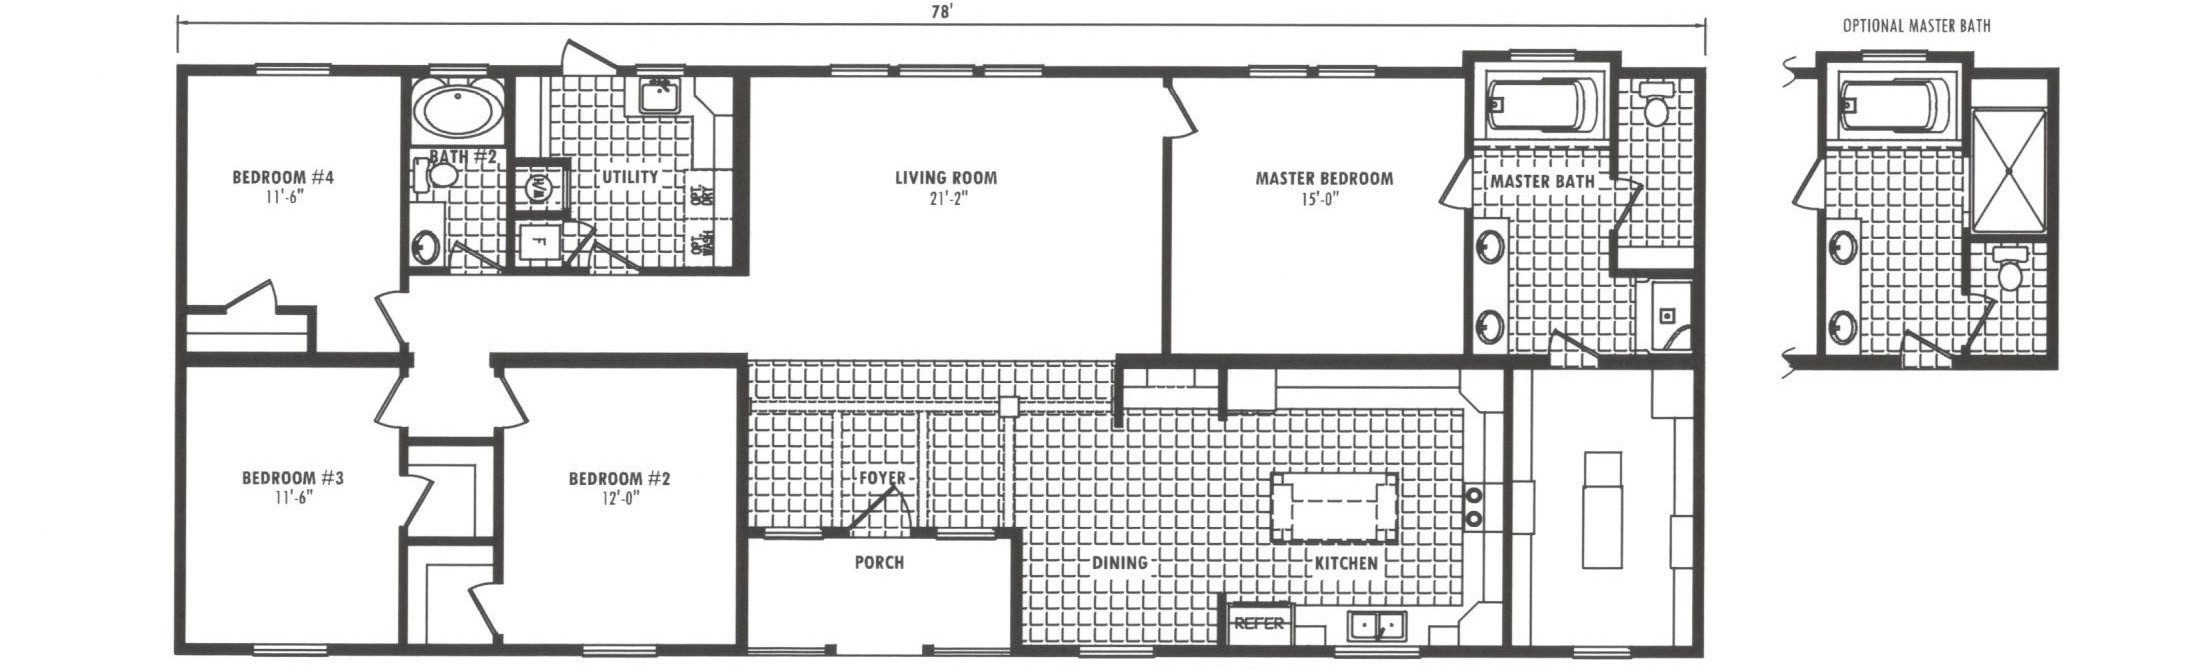 78'
OPTIONAL MASTER BATH
BEDROOM #4
11'-6"
BATH #2
H/W
F
UTILITY
OPT. DRY
OPT. WASH
LIVING ROOM
21'-2"
MASTER BEDROOM
15'-0"
MASTER BATH
BEDROOM #3
11'-6"
BEDROOM #2
12'-0"
FOYER
PORCH
DINING
KITCHEN
REFER